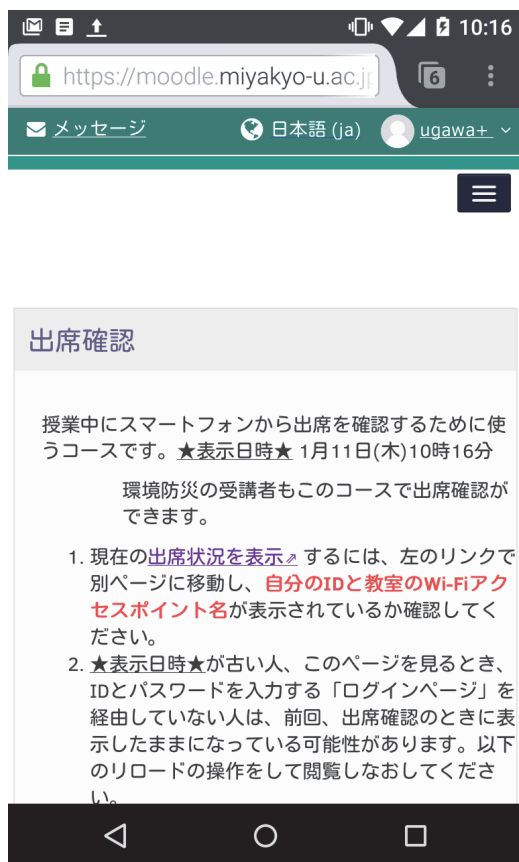 10:16
https://moodle.miyakyo-u.ac.jp
6
メッセージ
日本語 (ja)
ugawa+
出席確認
授業中にスマートフォンから出席を確認するために使
うコースです。★表示日時★ 1月11日(木)10時16分
環境防災の受講者もこのコースで出席確認が
できます。
1. 現在の出席状況を表示 するには、左のリンクで
別ページに移動し、自分のIDと教室のWi-Fiアク
セスポイント名が表示されているか確認してく
ださい。
2. ★表示日時★が古い人、このページを見るとき、
IDとパスワードを入力する「ログインページ」を
経由していない人は、前回、出席確認のときに表
示したままになっている可能性があります。以下
のリロードの操作をして閲覧しなおしてくださ
い。